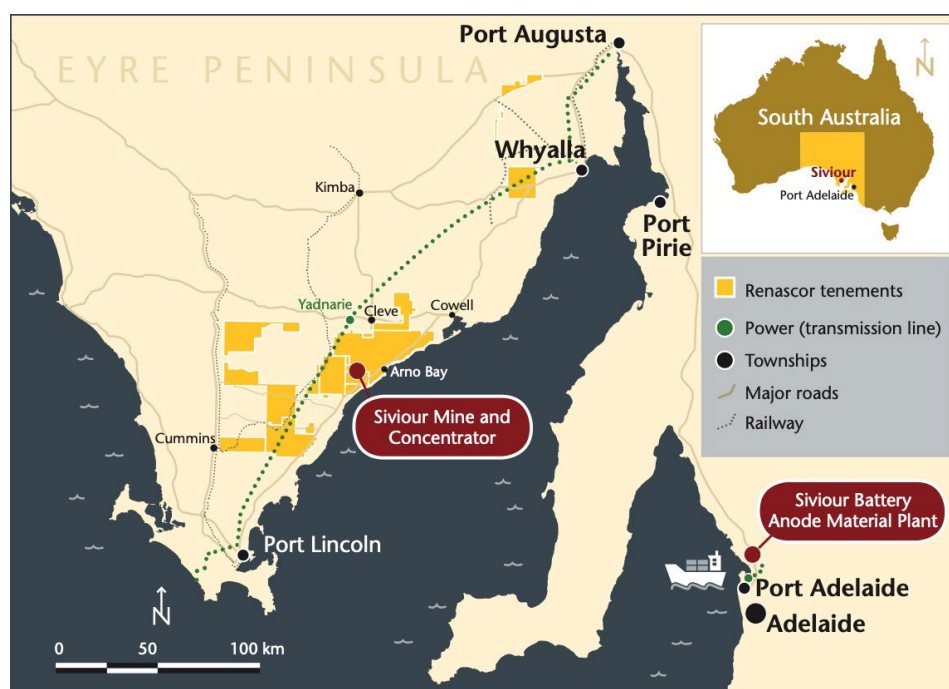 EYRE PENINSULA
Port Augusta
Whyalla
Kimba
Port
Pirie
Yadnarie
Cleve
Cowell
Arno Bay
Siviour Mine and
Concentrator
Cummins
Port Lincoln
N
0 50 100 km
N
South Australia
Siviour
Port Adelaide
Renascor tenements
Power (transmission line)
Townships
Major roads
Railway
Siviour Battery
Anode Material Plant
Port Adelaide
Adelaide